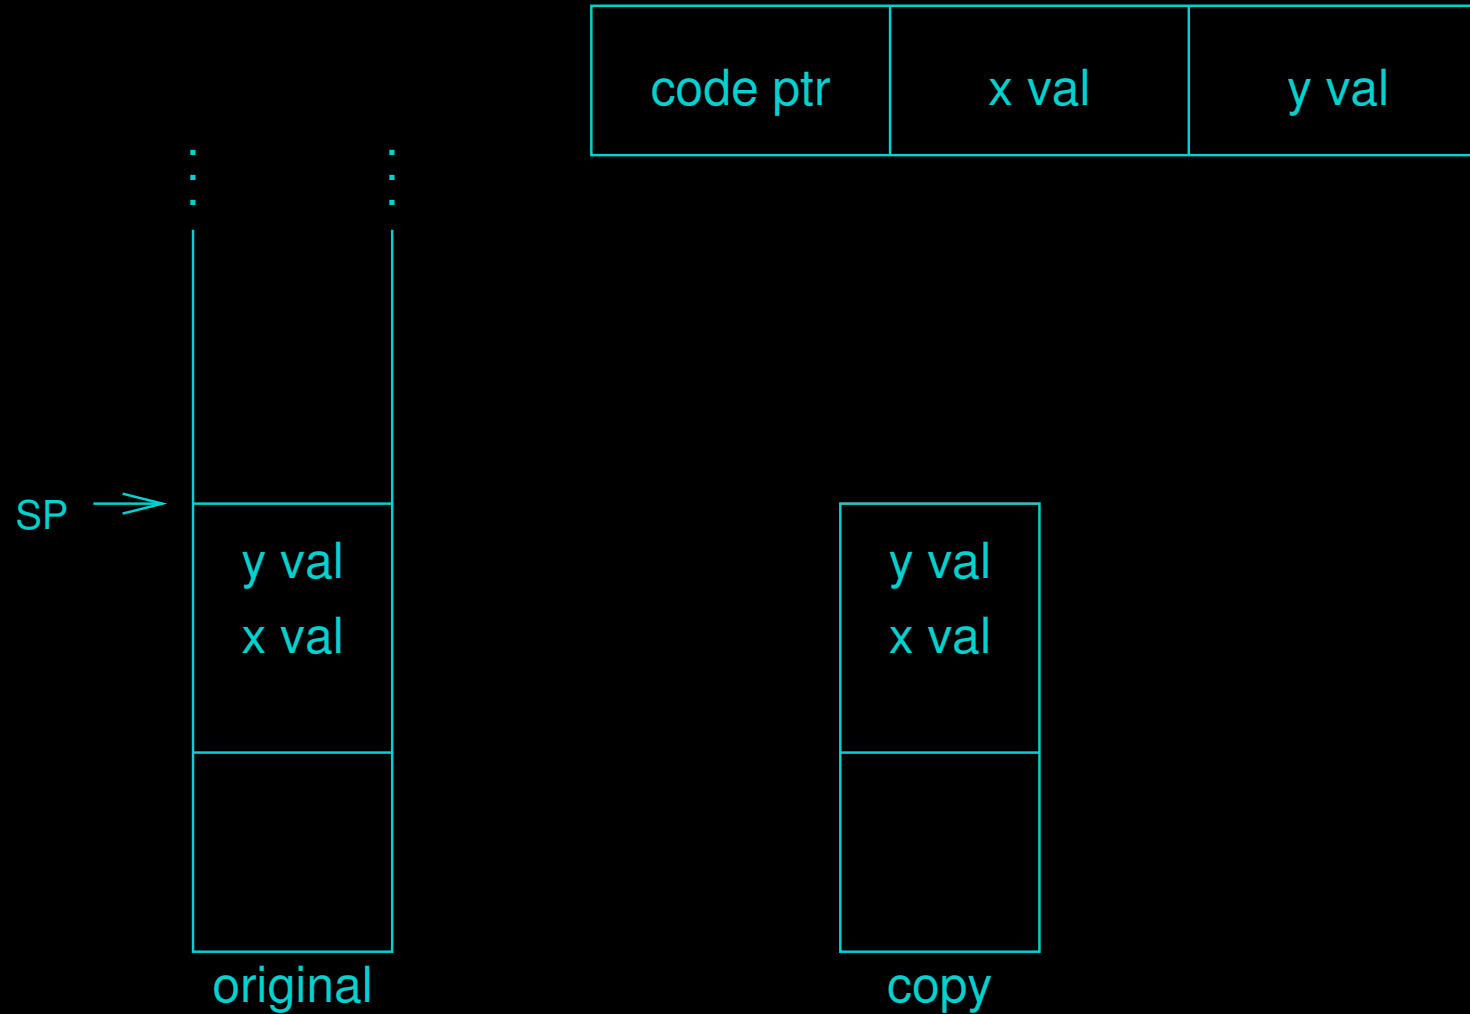 code ptr x val y val
SP
y val y val
x val x val
original copy